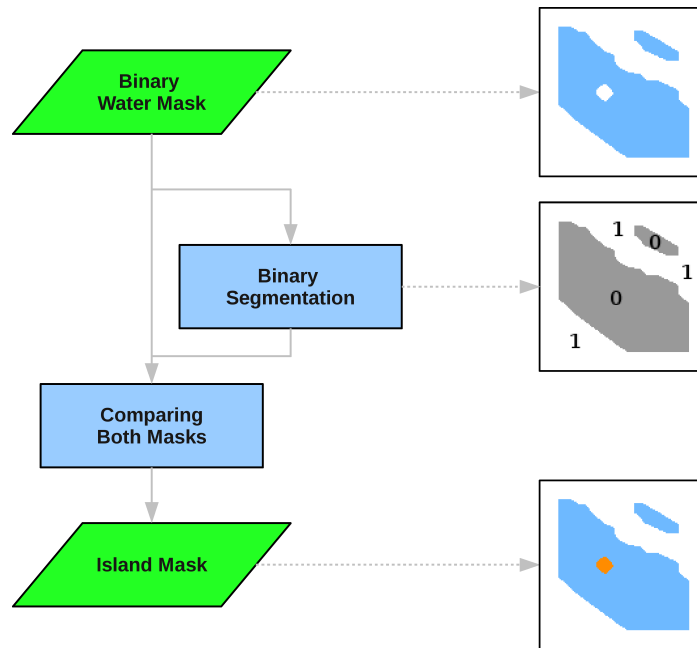 Binary
Water Mask
1
0
1
Binary
Segmentation
0
1
Comparing
Both Masks
Island Mask